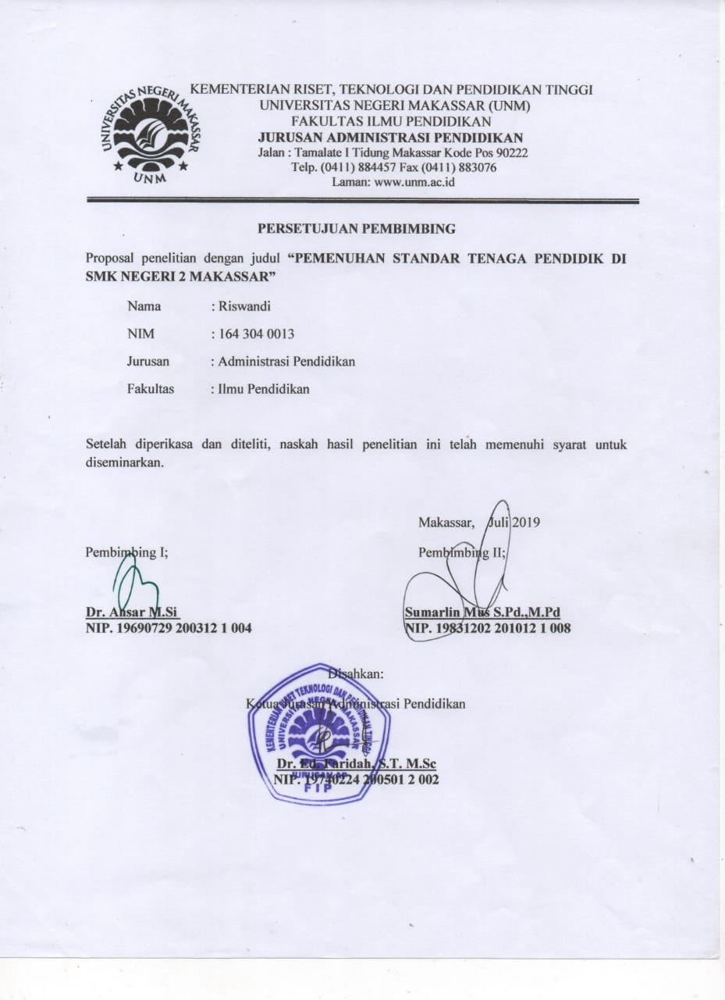 UNIVERSITAS NEGERI MAKASSAR
UNM
KEMENTERIAN RISET, TEKNOLOGI DAN PENDIDIKAN TINGGI
UNIVERSITAS NEGERI MAKASSAR (UNM)
FAKULTAS ILMU PENDIDIKAN
JURUSAN ADMINISTRASI PENDIDIKAN
Jalan : Tamalate I Tidung Makassar Kode Pos 90222
Telp. (0411) 884457 Fax (0411) 883076
Laman: www.unm.ac.id
PERSETUJUAN PEMBIMBING
Proposal penelitian dengan judul “PEMENUHAN STANDAR TENAGA PENDIDIK DI
SMK NEGERI 2 MAKASSAR”
Nama : Riswandi
NIM : 164 304 0013
Jurusan : Administrasi Pendidikan
Fakultas : Ilmu Pendidikan
Setelah diperikasa dan diteliti, naskah hasil penelitian ini telah memenuhi syarat untuk
diseminarkan.
Makassar, Juli 2019
Pembimbing I;
Pembimbing II;
Dr. Ansar M.Si
NIP. 19690729 200312 1 004
Sumarlin Mus S.Pd.,M.Pd
NIP. 19831202 201012 1 008
Disahkan:
Ketua Jurusan Administrasi Pendidikan
KEMENTERIAN RISET TEKNOLOGI DAN PENDIDIKAN TINGGI
UNIVERSITAS NEGERI MAKASSAR
Dr. Ed. Faridah, S.T. M.Sc
JURUSAN AP
NIP. 19740224 200501 2 002
FIP